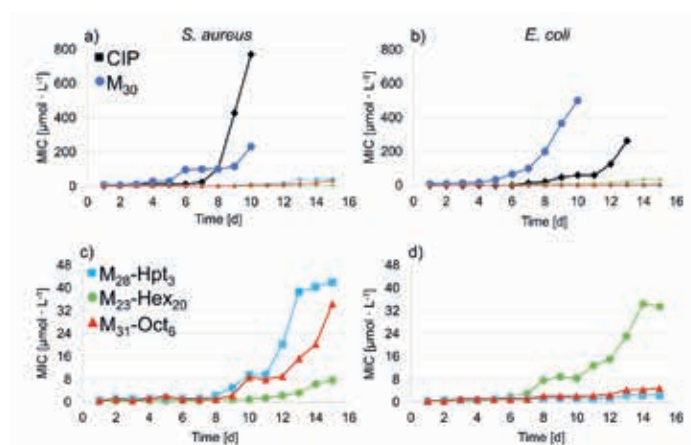 S. aureus
E. coli
a)
b)
CIP
M30
MIC [µmol · L⁻¹]
800
600
400
200
0
0 2 4 6 8 10 12 14 16
Time [d]
MIC [µmol · L⁻¹]
800
600
400
200
0
0 2 4 6 8 10 12 14 16
Time [d]
c)
d)
M28-Hpt3
M23-Hex20
M31-Oct6
MIC [µmol · L⁻¹]
48
40
32
24
16
8
0
0 2 4 6 8 10 12 14 16
Time [d]
MIC [µmol · L⁻¹]
48
40
32
24
16
8
0
0 2 4 6 8 10 12 14 16
Time [d]